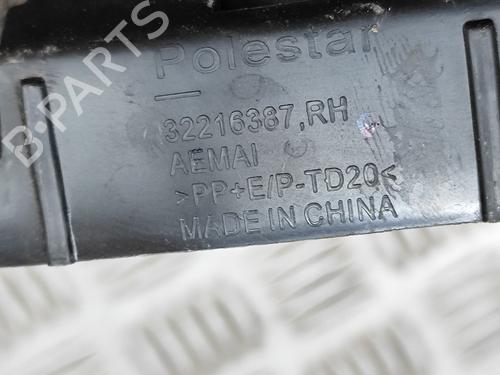 Polestar
32216387,RH
AEMAI
>PP+E/P-TD20<
MADE IN CHINA
B-PARTS